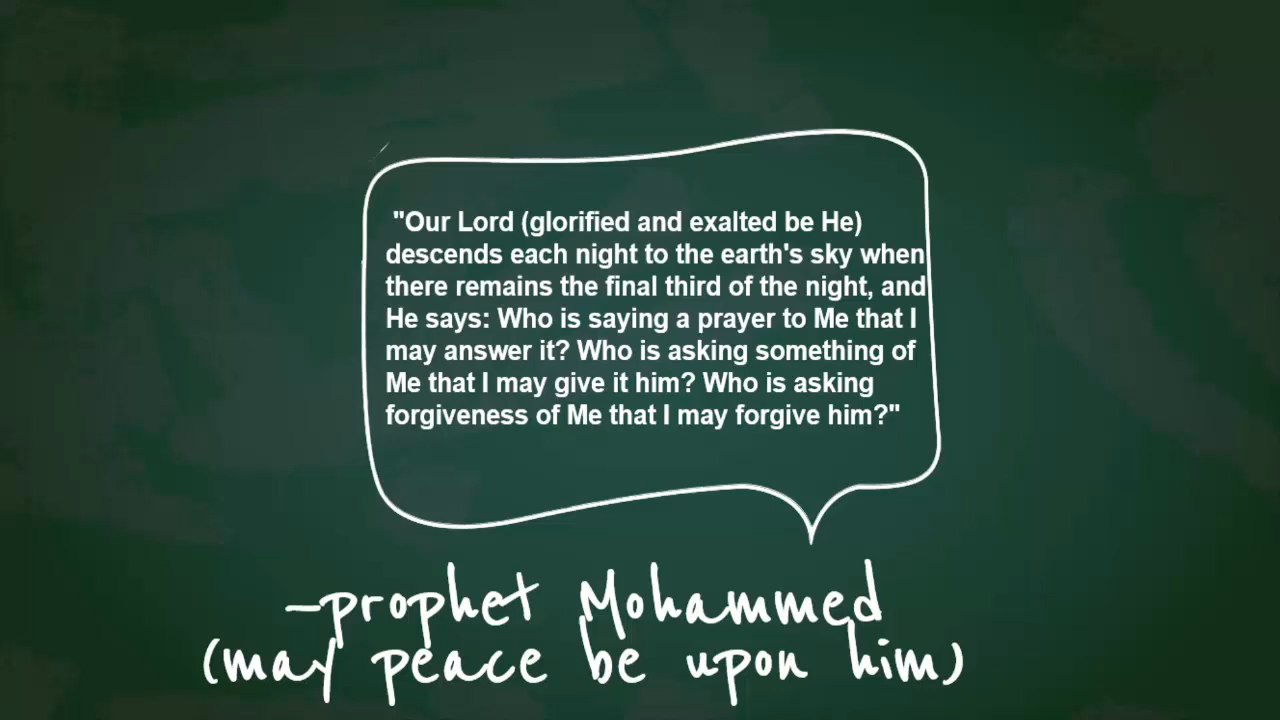 "Our Lord (glorified and exalted be He)
descends each night to the earth's sky when
there remains the final third of the night, and
He says: Who is saying a prayer to Me that I
may answer it? Who is asking something of
Me that I may give it him? Who is asking
forgiveness of Me that I may forgive him?"
-prophet Mohammed
(may peace be upon him)